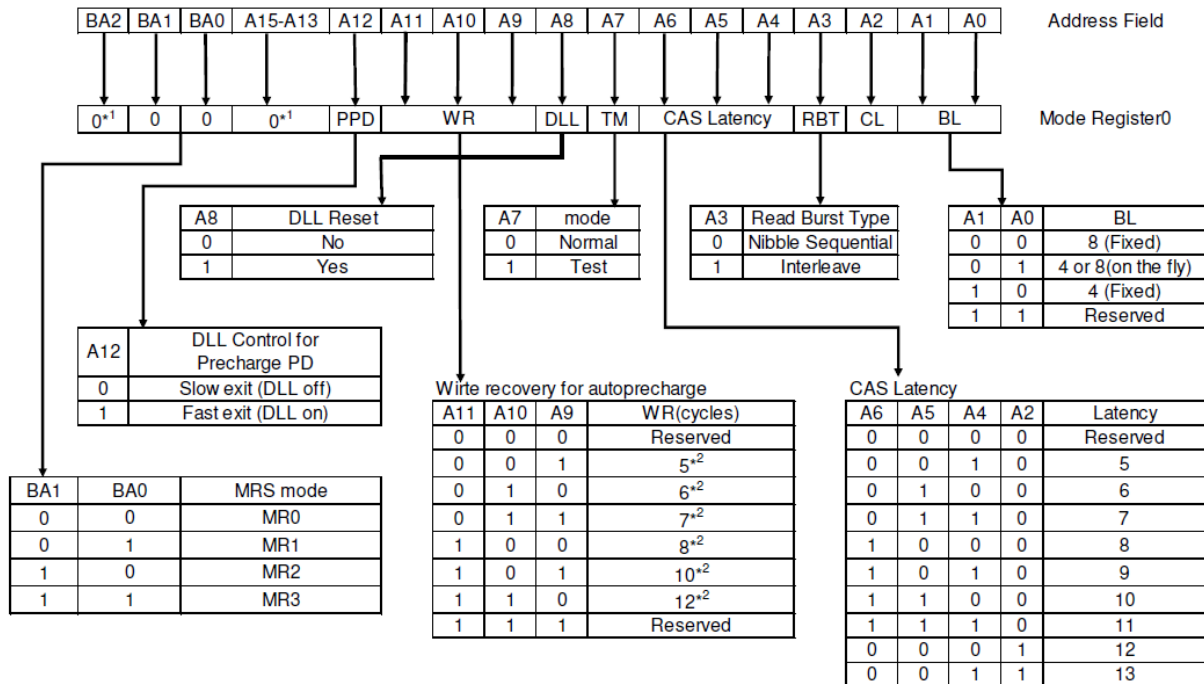 BA2 BA1 BA0 A15-A13 A12 A11 A10 A9 A8 A7 A6 A5 A4 A3 A2 A1 A0 Address Field
0*1 0 0 0*1 PPD WR DLL TM CAS Latency RBT CL BL Mode Register0
A8 DLL Reset
0 No
1 Yes
A7 mode
0 Normal
1 Test
A3 Read Burst Type
0 Nibble Sequential
1 Interleave
A1 A0 BL
0 0 8 (Fixed)
0 1 4 or 8(on the fly)
1 0 4 (Fixed)
1 1 Reserved
A12 DLL Control for
Precharge PD
0 Slow exit (DLL off)
1 Fast exit (DLL on)
Wirte recovery for autoprecharge
A11 A10 A9 WR(cycles)
0 0 0 Reserved
0 0 1 5*2
0 1 0 6*2
0 1 1 7*2
1 0 0 8*2
1 0 1 10*2
1 1 0 12*2
1 1 1 Reserved
CAS Latency
A6 A5 A4 A2 Latency
0 0 0 0 Reserved
0 0 1 0 5
0 1 0 0 6
0 1 1 0 7
1 0 0 0 8
1 0 1 0 9
1 1 0 0 10
1 1 1 0 11
0 0 0 1 12
0 0 1 1 13
BA1 BA0 MRS mode
0 0 MR0
0 1 MR1
1 0 MR2
1 1 MR3